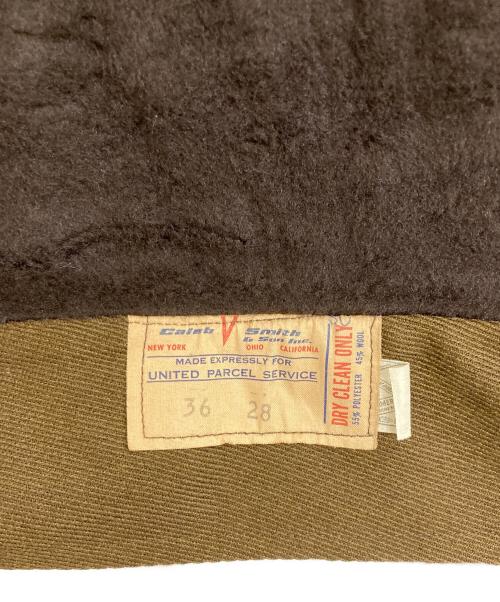 Caleb V Smith
& Son Inc.
NEW YORK OHIO CALIFORNIA
MADE EXPRESSLY FOR
UNITED PARCEL SERVICE
36 28
DRY CLEAN ONLY
55% POLYESTER 45% WOOL